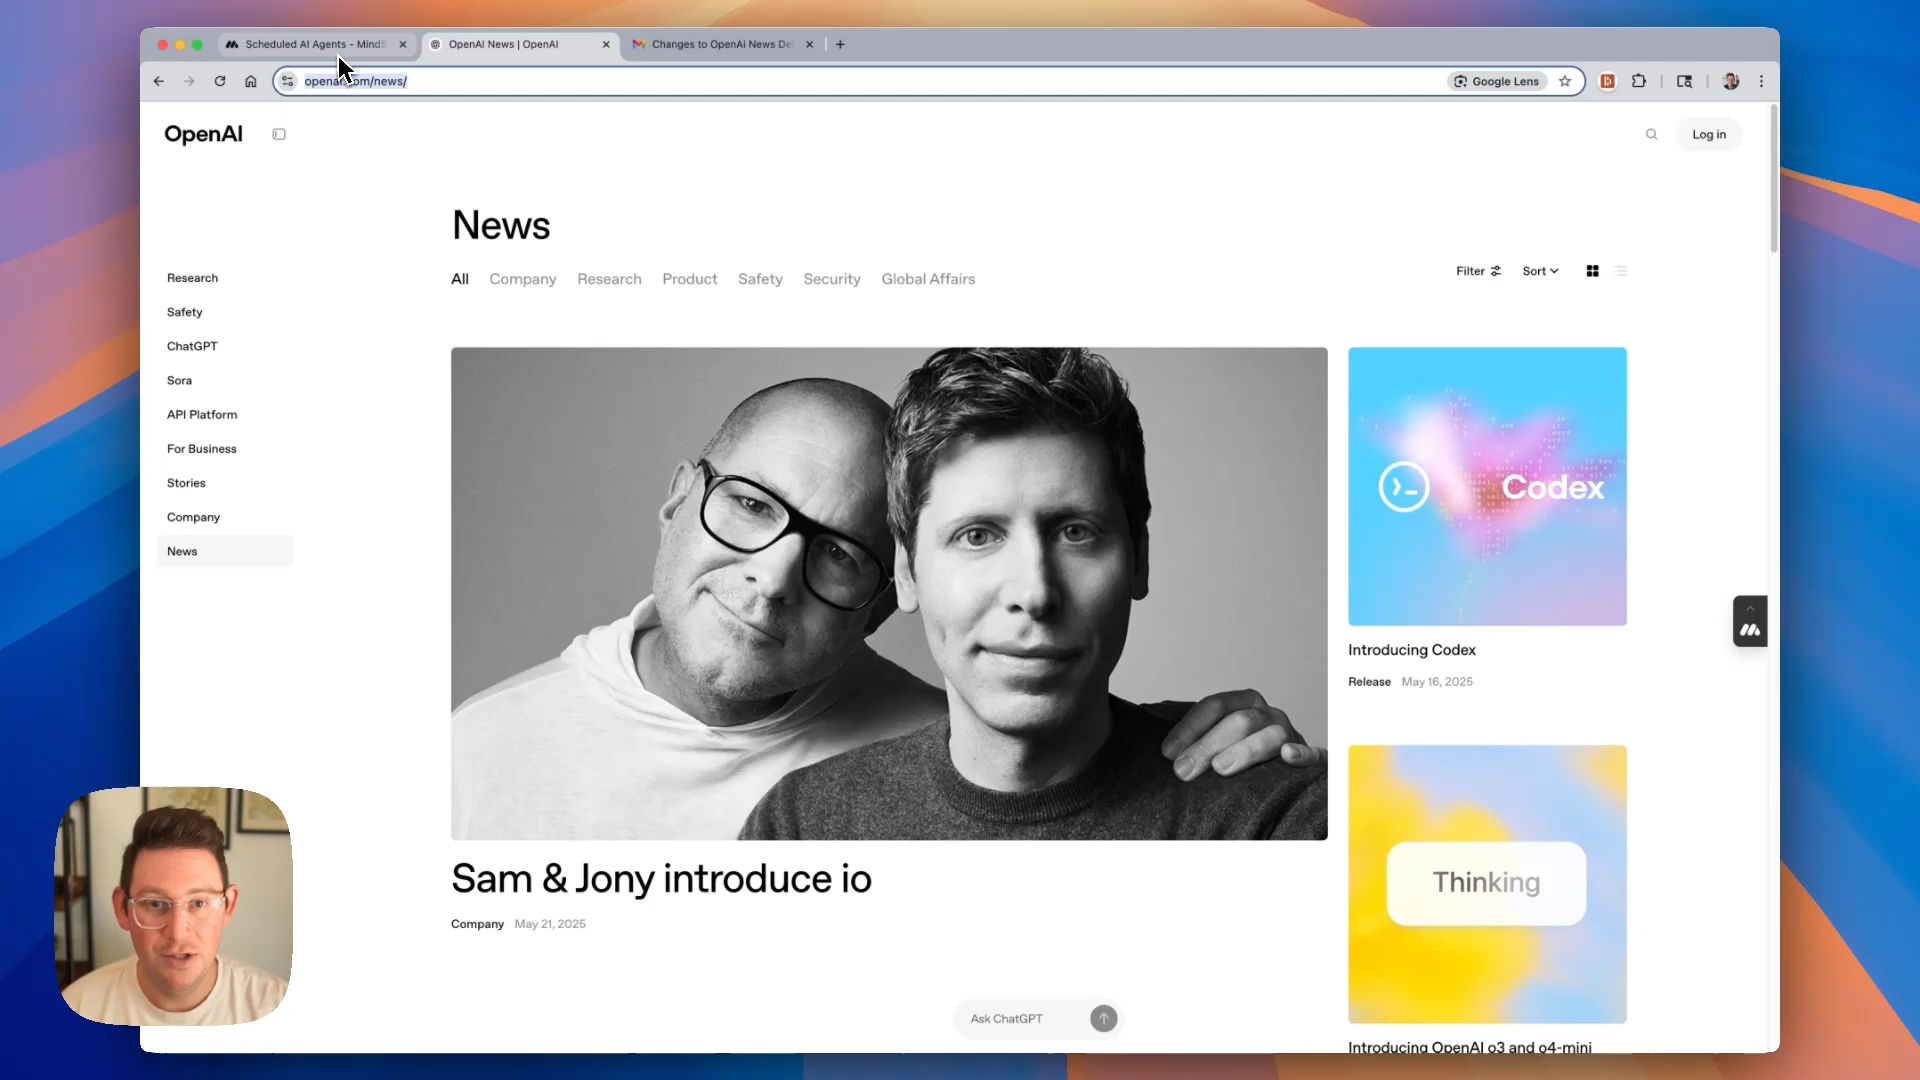 Scheduled AI Agents - MindS
OpenAI News | OpenAI
Changes to OpenAi News De
.com/news/
Google Lens
OpenAI
Log in
News
All Company Research Product Safety Security Global Affairs
Filter
Sort
Research
Safety
ChatGPT
Sora
API Platform
For Business
Stories
Company
News
Codex
Introducing Codex
Release May 16, 2025
Thinking
Sam & Jony introduce io
Company May 21, 2025
Ask ChatGPT
Introducing OpenAI o3 and o4-mini